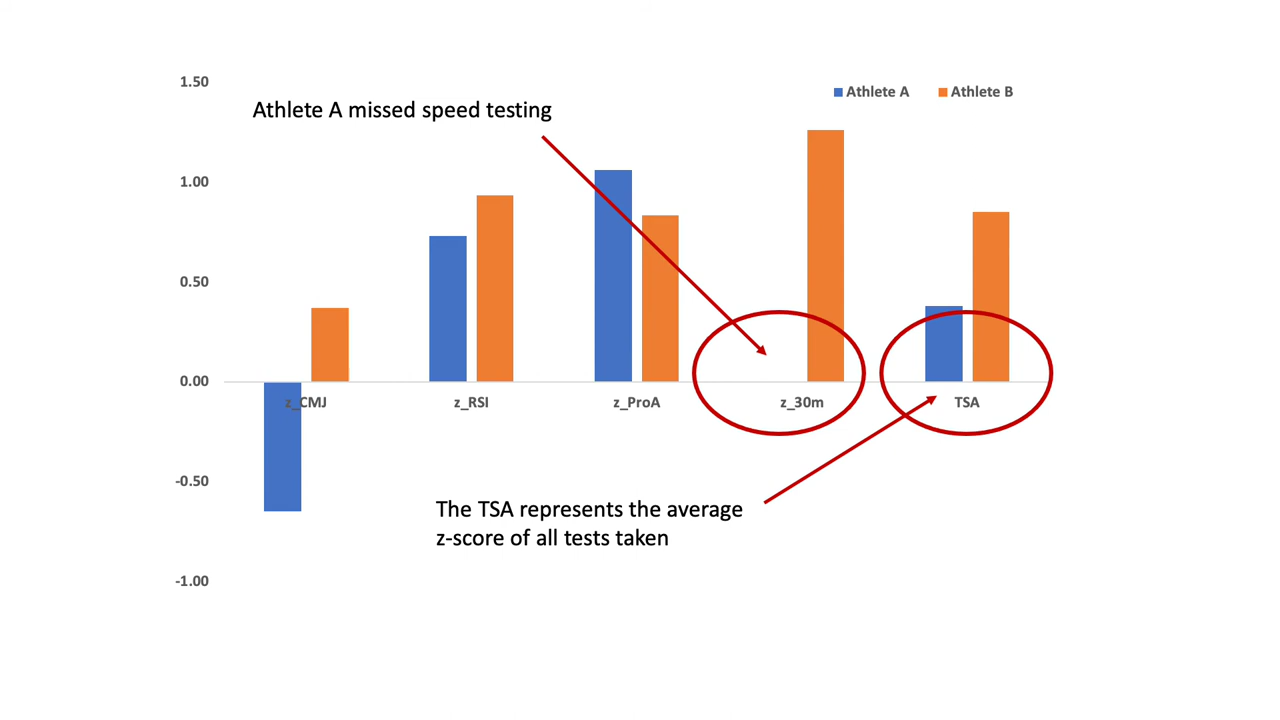 1.50
Athlete A
Athlete B
Athlete A missed speed testing
1.00
0.50
0.00
z_CMJ
z_RSI
z_ProA
z_30m
TSA
-0.50
The TSA represents the average
z-score of all tests taken
-1.00